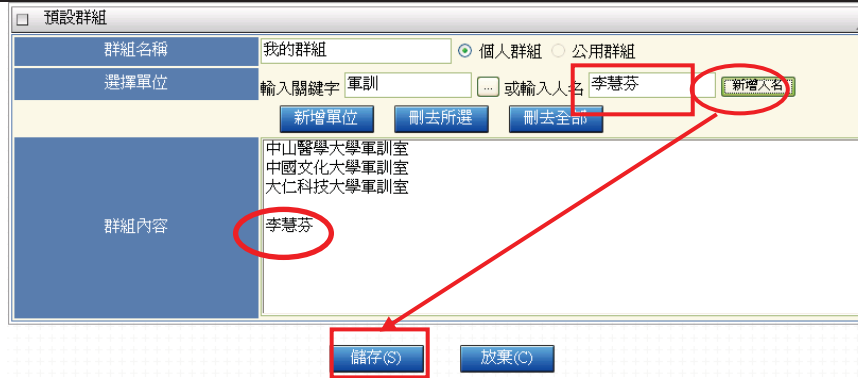 預設群組
群組名稱 我的群組 個人群組 公用群組
選擇單位 輸入關鍵字 軍訓 ... 或輸入人名 李慧芬 新增人名
新增單位 刪去所選 刪去全部
中山醫學大學軍訓室
中國文化大學軍訓室
大仁科技大學軍訓室
群組內容 李慧芬
儲存(S) 放棄(C)